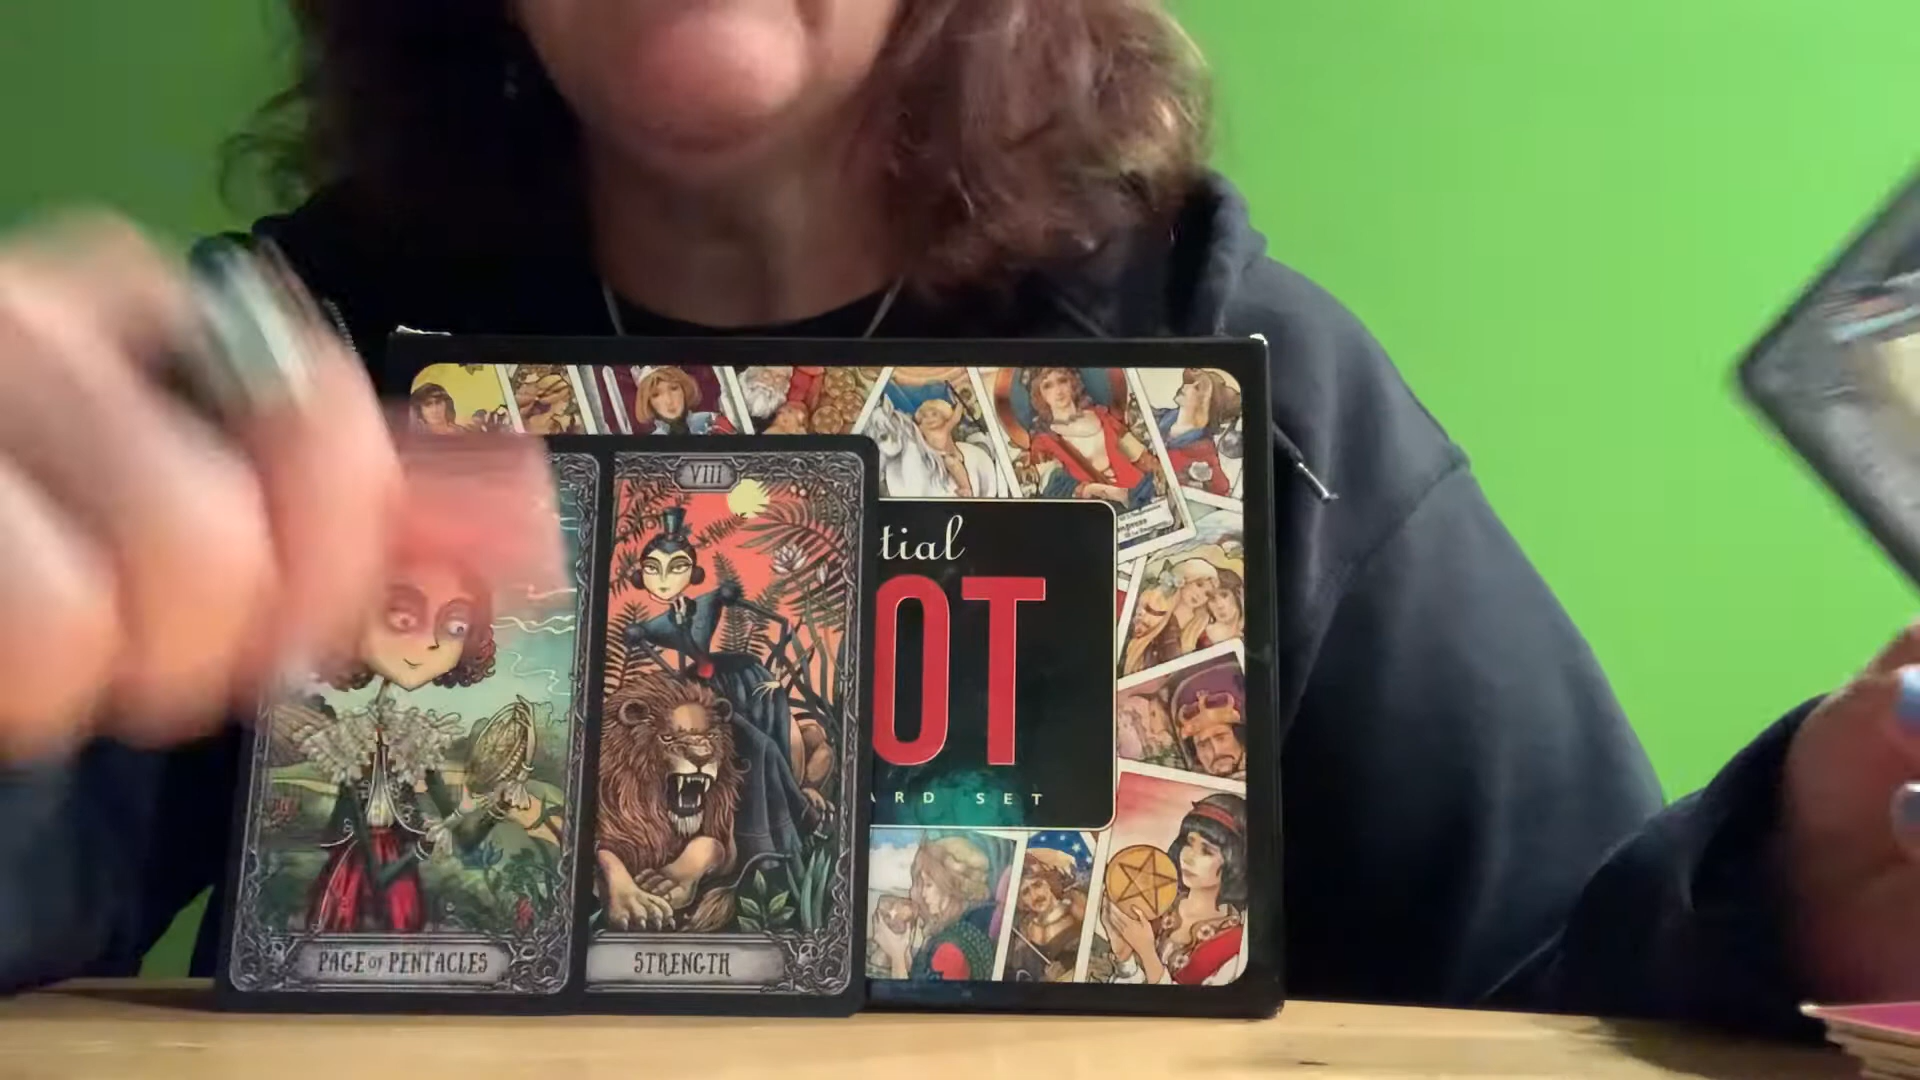 VIII
tial
OT
ARD SET
PAGE OF PENTACLES
STRENGTH